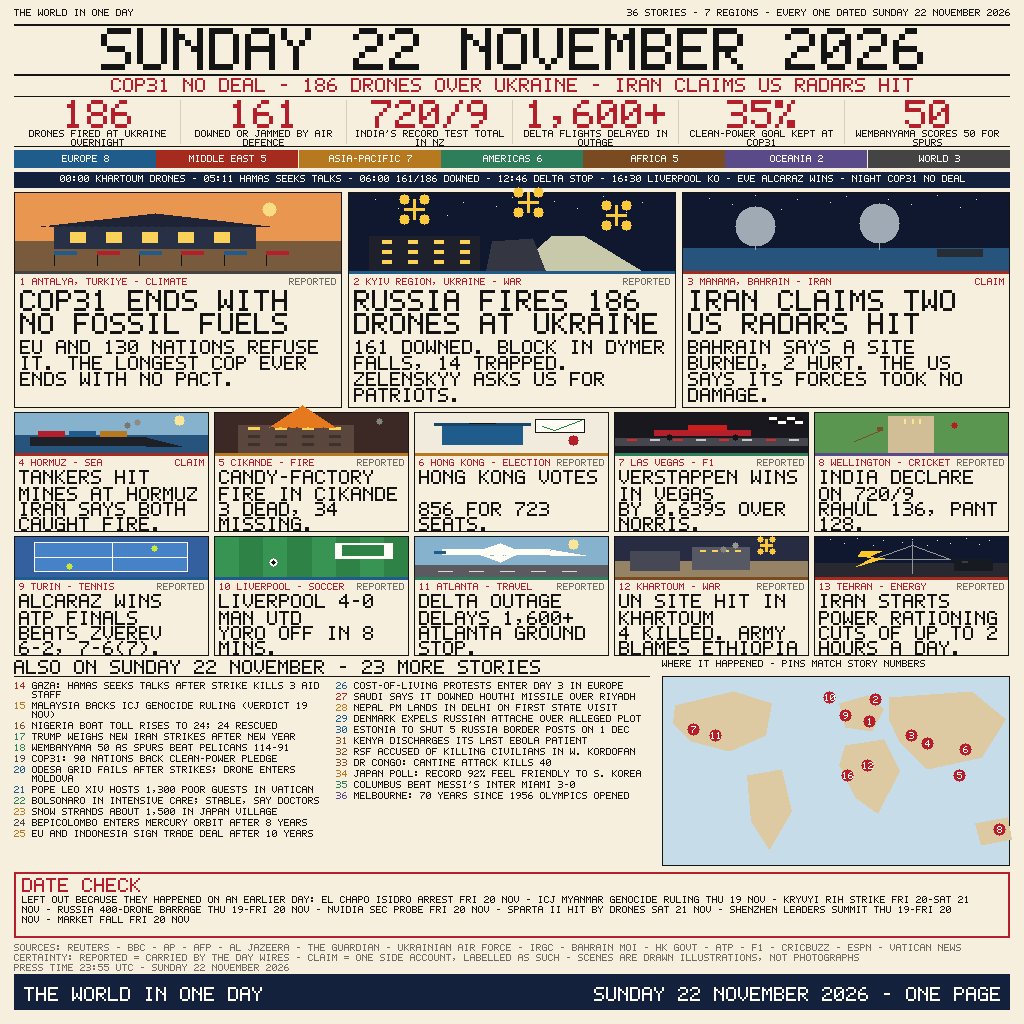 THE WORLD IN ONE DAY
36 STORIES - 7 REGIONS - EVERY ONE DATED SUNDAY 22 NOVEMBER 2026
SUNDAY 22 NOVEMBER 2026
COP31 NO DEAL - 186 DRONES OVER UKRAINE - IRAN CLAIMS US RADARS HIT
186
DRONES FIRED AT UKRAINE
OVERNIGHT
161
DOWNED OR JAMMED BY AIR
DEFENCE
720/9
INDIA'S RECORD TEST TOTAL
IN NZ
1,600+
DELTA FLIGHTS DELAYED IN
OUTAGE
35%
CLEAN-POWER GOAL KEPT AT
COP31
50
WEMBANYAMA SCORES 50 FOR
SPURS
EUROPE 8
MIDDLE EAST 5
ASIA-PACIFIC 7
AMERICAS 6
AFRICA 5
OCEANIA 2
WORLD 3
00:00 KHARTOUM DRONES - 05:11 HAMAS SEEKS TALKS - 06:00 161/186 DOWNED - 12:46 DELTA STOP - 16:30 LIVERPOOL KO - EVE ALCARAZ WINS - NIGHT COP31 NO DEAL
1 ANTALYA, TURKIYE - CLIMATE REPORTED
COP31 ENDS WITH
NO FOSSIL FUELS
EU AND 130 NATIONS REFUSE
IT. THE LONGEST COP EVER
ENDS WITH NO PACT.
2 KYIV REGION, UKRAINE - WAR REPORTED
RUSSIA FIRES 186
DRONES AT UKRAINE
161 DOWNED. BLOCK IN DYMER
FALLS, 14 TRAPPED.
ZELENSKYY ASKS US FOR
PATRIOTS.
3 MANAMA, BAHRAIN - IRAN CLAIM
IRAN CLAIMS TWO
US RADARS HIT
BAHRAIN SAYS A SITE
BURNED, 2 HURT. THE US
SAYS ITS FORCES TOOK NO
DAMAGE.
4 HORMUZ - SEA CLAIM
TANKERS HIT
MINES AT HORMUZ
IRAN SAYS BOTH
CAUGHT FIRE.
5 CIKANDE - FIRE REPORTED
CANDY-FACTORY
FIRE IN CIKANDE
3 DEAD, 34
MISSING.
6 HONG KONG - ELECTION REPORTED
HONG KONG VOTES
856 FOR 723
SEATS.
7 LAS VEGAS - F1 REPORTED
VERSTAPPEN WINS
IN VEGAS
BY 0.639S OVER
NORRIS.
8 WELLINGTON - CRICKET REPORTED
INDIA DECLARE
ON 720/9
RAHUL 136, PANT
128.
9 TURIN - TENNIS REPORTED
ALCARAZ WINS
ATP FINALS
BEATS ZVEREV
6-2, 7-6(7).
10 LIVERPOOL - SOCCER REPORTED
LIVERPOOL 4-0
MAN UTD
YORO OFF IN 8
MINS.
11 ATLANTA - TRAVEL REPORTED
DELTA OUTAGE
DELAYS 1,600+
ATLANTA GROUND
STOP.
12 KHARTOUM - WAR REPORTED
UN SITE HIT IN
KHARTOUM
4 KILLED. ARMY
BLAMES ETHIOPIA
13 TEHRAN - ENERGY REPORTED
IRAN STARTS
POWER RATIONING
CUTS OF UP TO 2
HOURS A DAY.
ALSO ON SUNDAY 22 NOVEMBER - 23 MORE STORIES
14 GAZA: HAMAS SEEKS TALKS AFTER STRIKE KILLS 3 AID
STAFF
15 MALAYSIA BACKS ICJ GENOCIDE RULING (VERDICT 19
NOV)
16 NIGERIA BOAT TOLL RISES TO 24; 24 RESCUED
17 TRUMP WEIGHS NEW IRAN STRIKES AFTER NEW YEAR
18 WEMBANYAMA 50 AS SPURS BEAT PELICANS 114-91
19 COP31: 90 NATIONS BACK CLEAN-POWER PLEDGE
20 ODESA GRID FAILS AFTER STRIKES; DRONE ENTERS
MOLDOVA
21 POPE LEO XIV HOSTS 1,300 POOR GUESTS IN VATICAN
22 BOLSONARO IN INTENSIVE CARE; STABLE, SAY DOCTORS
23 SNOW STRANDS ABOUT 1,500 IN JAPAN VILLAGE
24 BEPICOLOMBO ENTERS MERCURY ORBIT AFTER 8 YEARS
25 EU AND INDONESIA SIGN TRADE DEAL AFTER 10 YEARS
26 COST-OF-LIVING PROTESTS ENTER DAY 3 IN EUROPE
27 SAUDI SAYS IT DOWNED HOUTHI MISSILE OVER RIYADH
28 NEPAL PM LANDS IN DELHI ON FIRST STATE VISIT
29 DENMARK EXPELS RUSSIAN ATTACHE OVER ALLEGED PLOT
30 ESTONIA TO SHUT 5 RUSSIA BORDER POSTS ON 1 DEC
31 KENYA DISCHARGES ITS LAST EBOLA PATIENT
32 RSF ACCUSED OF KILLING CIVILIANS IN W. KORDOFAN
33 DR CONGO: CANTINE ATTACK KILLS 40
34 JAPAN POLL: RECORD 92% FEEL FRIENDLY TO S. KOREA
35 COLUMBUS BEAT MESSI'S INTER MIAMI 3-0
36 MELBOURNE: 70 YEARS SINCE 1956 OLYMPICS OPENED
WHERE IT HAPPENED - PINS MATCH STORY NUMBERS
10
2
9
1
7
11
3
4
6
12
16
5
8
DATE CHECK
LEFT OUT BECAUSE THEY HAPPENED ON AN EARLIER DAY: EL CHAPO ISIDRO ARREST FRI 20 NOV - ICJ MYANMAR GENOCIDE RULING THU 19 NOV - KRYVYI RIH STRIKE FRI 20-SAT 21
NOV - RUSSIA 400-DRONE BARRAGE THU 19-FRI 20 NOV - NVIDIA SEC PROBE FRI 20 NOV - SPARTA II HIT BY DRONES SAT 21 NOV - SHENZHEN LEADERS SUMMIT THU 19-FRI 20
NOV - MARKET FALL FRI 20 NOV
SOURCES: REUTERS - BBC - AP - AFP - AL JAZEERA - THE GUARDIAN - UKRAINIAN AIR FORCE - IRGC - BAHRAIN MOI - HK GOVT - ATP - F1 - CRICBUZZ - ESPN - VATICAN NEWS
CERTAINTY: REPORTED = CARRIED BY THE DAY WIRES - CLAIM = ONE SIDE ACCOUNT, LABELLED AS SUCH - SCENES ARE DRAWN ILLUSTRATIONS, NOT PHOTOGRAPHS
PRESS TIME 23:55 UTC - SUNDAY 22 NOVEMBER 2026
THE WORLD IN ONE DAY
SUNDAY 22 NOVEMBER 2026 - ONE PAGE